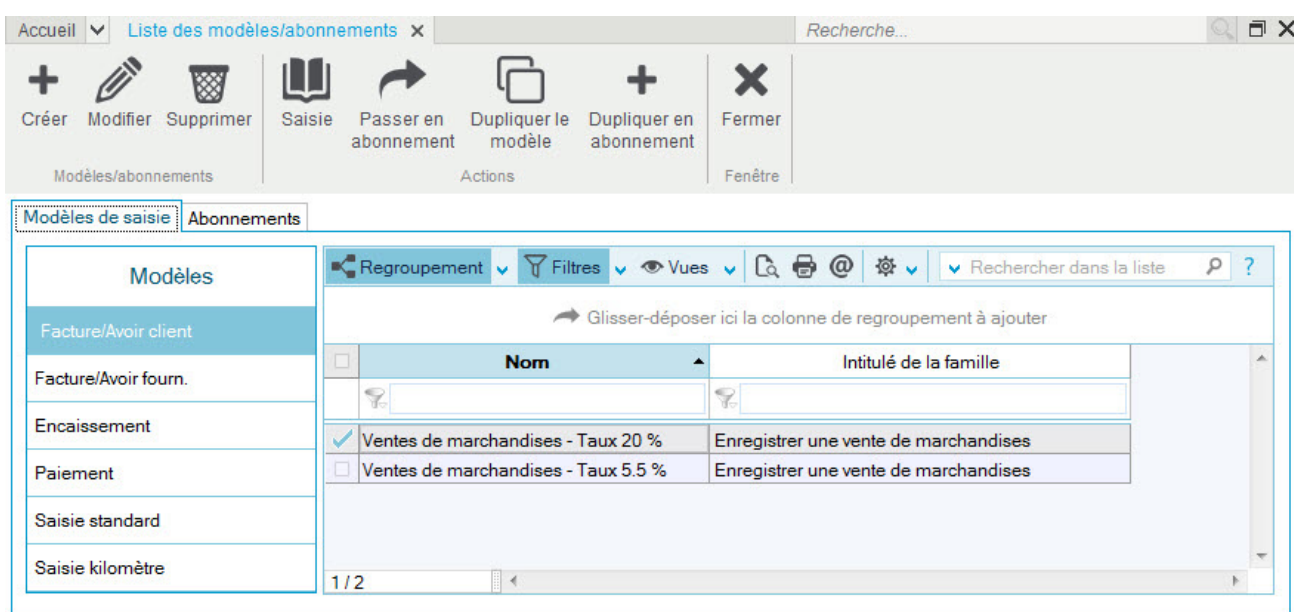 Accueil Liste des modèles/abonnements Recherche...
Créer Modifier Supprimer Saisie Passer en abonnement Dupliquer le modèle Dupliquer en abonnement Fermer
Modèles/abonnements Actions Fenêtre
Modèles de saisie Abonnements
Modèles
Facture/Avoir client
Facture/Avoir fourn.
Encaissement
Paiement
Saisie standard
Saisie kilomètre
Regroupement Filtres Vues @ Rechercher dans la liste ?
Glisser-déposer ici la colonne de regroupement à ajouter
Nom Intitulé de la famille
Ventes de marchandises - Taux 20 % Enregistrer une vente de marchandises
Ventes de marchandises - Taux 5.5 % Enregistrer une vente de marchandises
1 / 2